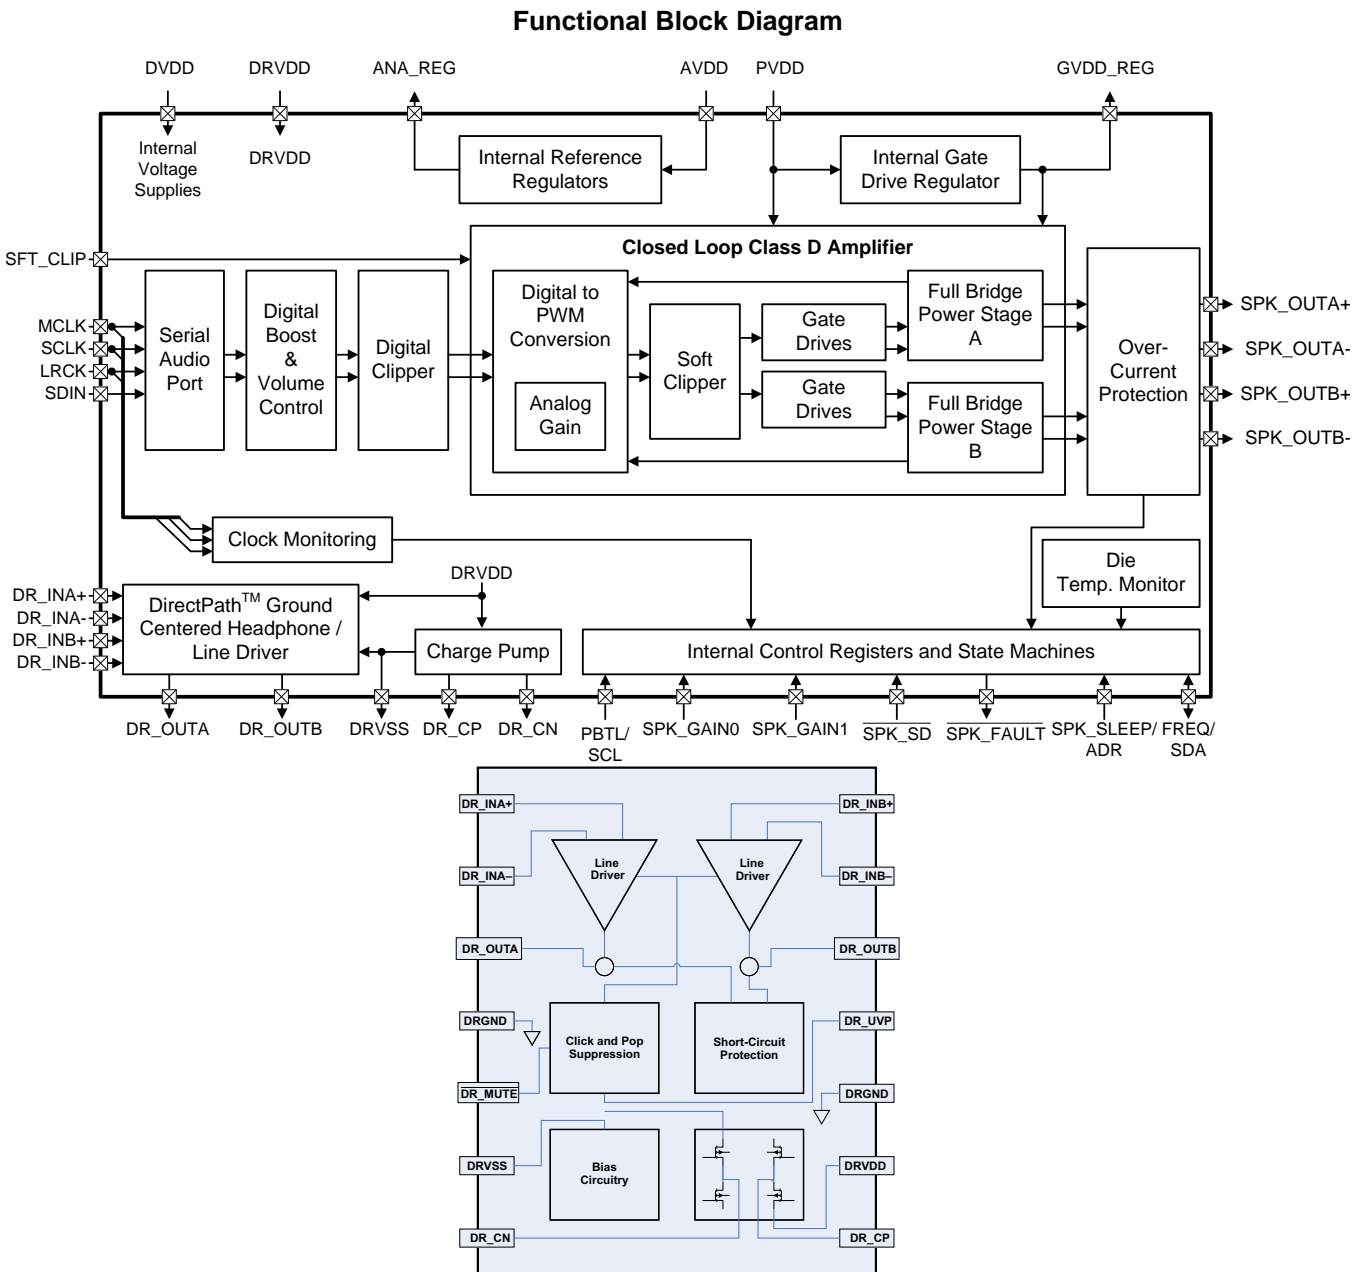 Functional Block Diagram
DVDD
DRVDD
ANA_REG
AVDD
PVDD
GVDD_REG
Internal
Voltage
Supplies
DRVDD
Internal Reference
Regulators
Internal Gate
Drive Regulator
SFT_CLIP
Closed Loop Class D Amplifier
MCLK
SCLK
LRCK
SDIN
Serial
Audio
Port
Digital
Boost
&
Volume
Control
Digital
Clipper
Digital to
PWM
Conversion
Analog
Gain
Soft
Clipper
Gate
Drives
Gate
Drives
Full Bridge
Power Stage
A
Full Bridge
Power Stage
B
Over-
Current
Protection
SPK_OUTA+
SPK_OUTA-
SPK_OUTB+
SPK_OUTB-
Clock Monitoring
Die
Temp. Monitor
DRVDD
DR_INA+
DR_INA-
DR_INB+
DR_INB-
DirectPath™ Ground
Centered Headphone /
Line Driver
Charge Pump
Internal Control Registers and State Machines
DR_OUTA
DR_OUTB
DRVSS
DR_CP
DR_CN
PBTL/
SCL
SPK_GAIN0
SPK_GAIN1
SPK_SD
SPK_FAULT
SPK_SLEEP/
ADR
FREQ/
SDA
DR_INA+
DR_INB+
Line
Driver
Line
Driver
DR_INA–
DR_INB–
DR_OUTA
DR_OUTB
DRGND
DR_UVP
Click and Pop
Suppression
Short-Circuit
Protection
DR_MUTE
DRGND
DRVSS
DRVDD
Bias
Circuitry
DR_CN
DR_CP